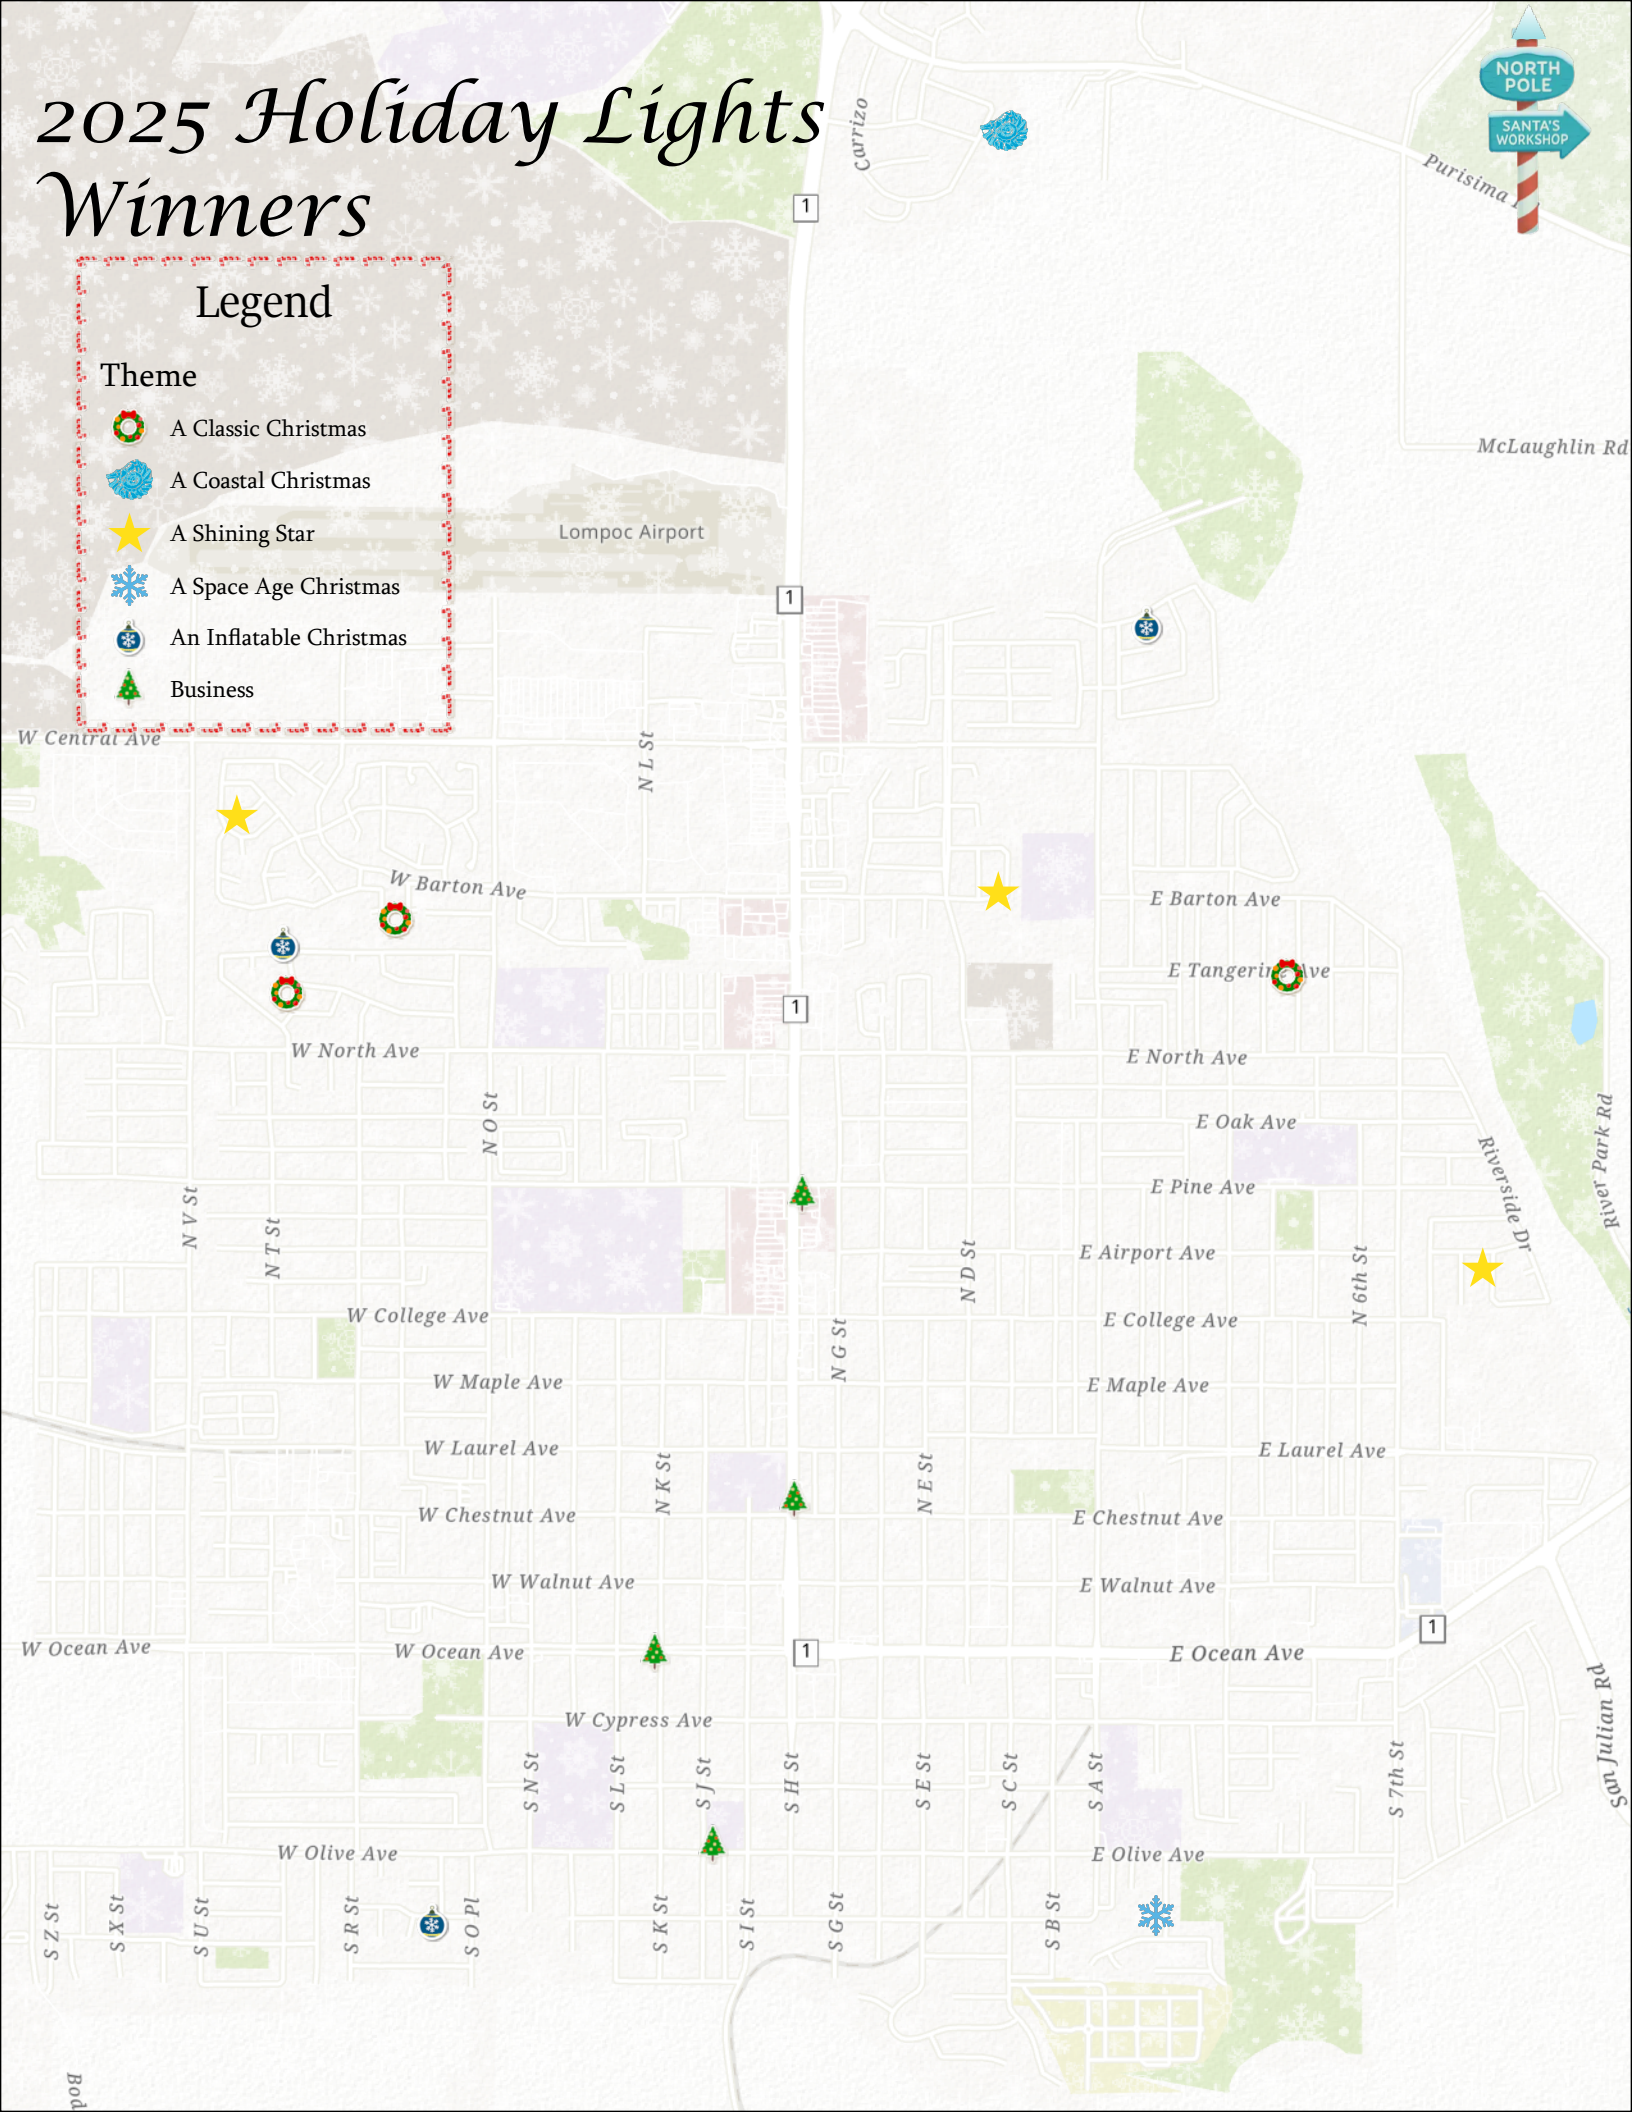 2025 Holiday Lights
Winners
NORTH
POLE
SANTA'S
WORKSHOP
Carrizo
Purisima
1
Legend
Theme
A Classic Christmas
A Coastal Christmas
A Shining Star
A Space Age Christmas
An Inflatable Christmas
Business
McLaughlin Rd
Lompoc Airport
1
W Central Ave
N L St
W Barton Ave
E Barton Ave
E Tangerine Ave
1
W North Ave
E North Ave
N O St
E Oak Ave
Riverside Dr
River Park Rd
E Pine Ave
N V St
N T St
N D St
E Airport Ave
N 6th St
W College Ave
N G St
E College Ave
W Maple Ave
E Maple Ave
W Laurel Ave
E Laurel Ave
N K St
N E St
W Chestnut Ave
E Chestnut Ave
W Walnut Ave
E Walnut Ave
1
W Ocean Ave
W Ocean Ave
1
E Ocean Ave
San Julian Rd
W Cypress Ave
S N St
S L St
S J St
S H St
S E St
S C St
S A St
S 7th St
W Olive Ave
E Olive Ave
S Z St
S X St
S U St
S R St
S O Pl
S K St
S I St
S G St
S B St
Bod